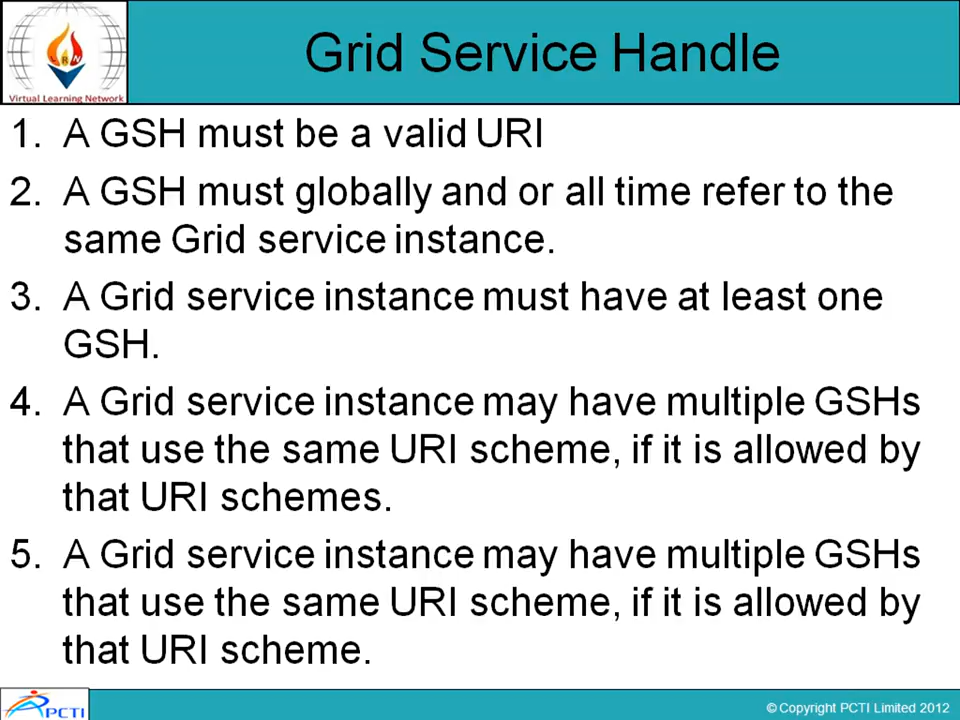 LRN
Virtual Learning Network
Grid Service Handle
1. A GSH must be a valid URI
2. A GSH must globally and or all time refer to the
same Grid service instance.
3. A Grid service instance must have at least one
GSH.
4. A Grid service instance may have multiple GSHs
that use the same URI scheme, if it is allowed by
that URI schemes.
5. A Grid service instance may have multiple GSHs
that use the same URI scheme, if it is allowed by
that URI scheme.
PCTI
© Copyright PCTI Limited 2012